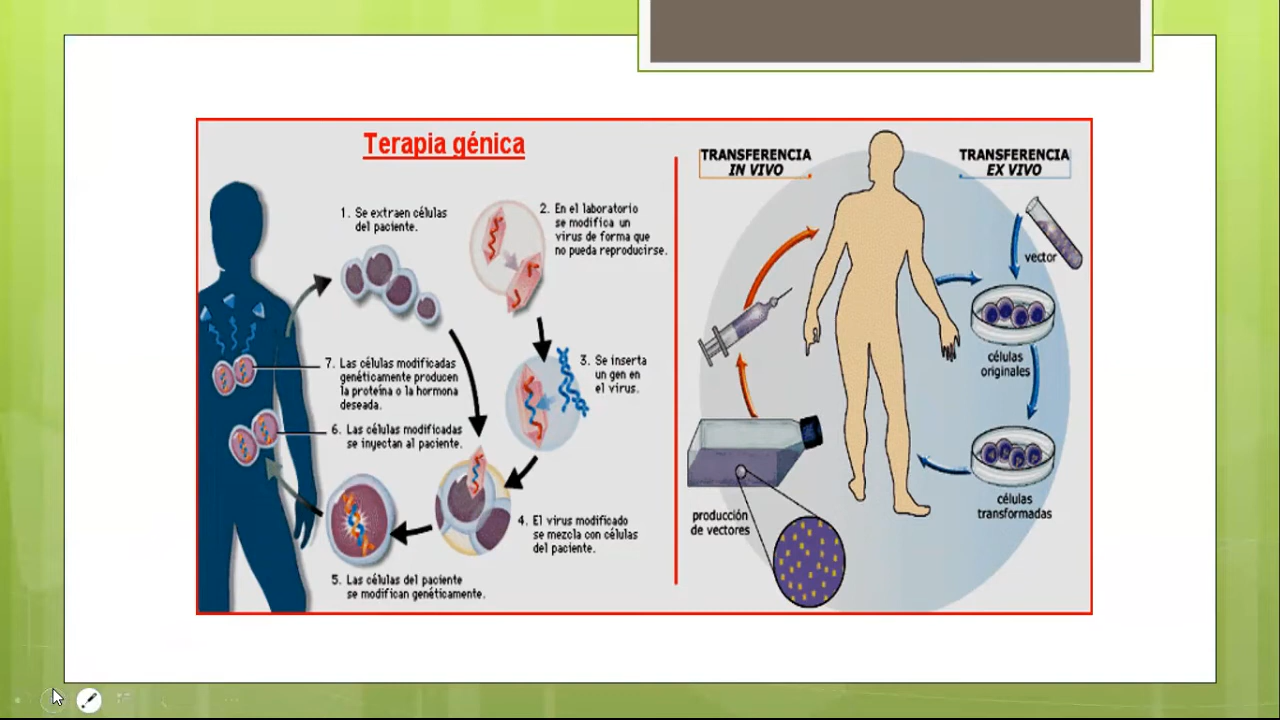 Terapia génica
1. Se extraen células
del paciente.
2. En el laboratorio
se modifica un
virus de forma que
no pueda reproducirse.
3. Se inserta
un gen en
el virus.
4. El virus modificado
se mezcla con células
del paciente.
5. Las células del paciente
se modifican genéticamente.
6. Las células modificadas
se inyectan al paciente.
7. Las células modificadas
genéticamente producen
la proteína o la hormona
deseada.
TRANSFERENCIA
IN VIVO
producción
de vectores
TRANSFERENCIA
EX VIVO
vector
células
originales
células
transformadas